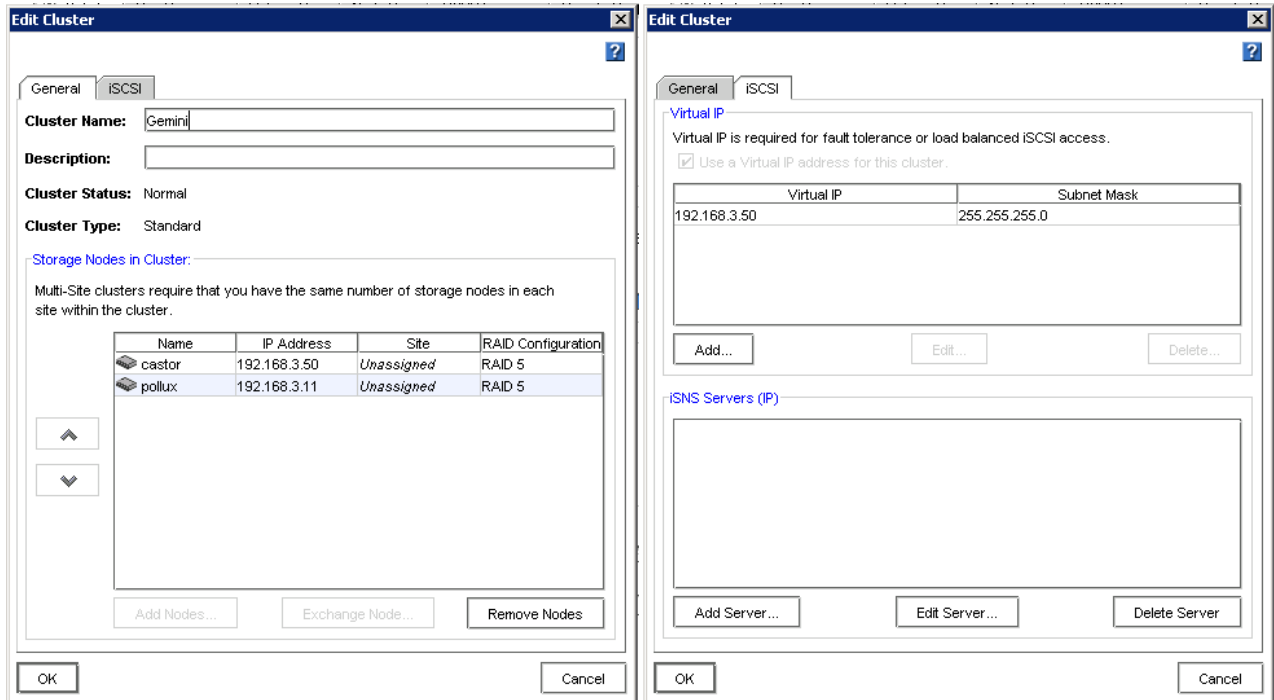 Edit Cluster
General
iSCSI
Cluster Name:
Gemini
Description:
Cluster Status: Normal
Cluster Type: Standard
Storage Nodes in Cluster:
Multi-Site clusters require that you have the same number of storage nodes in each
site within the cluster.
Name IP Address Site RAID Configuration
castor 192.168.3.50 Unassigned RAID 5
pollux 192.168.3.11 Unassigned RAID 5
Add Nodes... Exchange Node... Remove Nodes
OK Cancel
Edit Cluster
General
iSCSI
Virtual IP
Virtual IP is required for fault tolerance or load balanced iSCSI access.
Use a Virtual IP address for this cluster.
Virtual IP Subnet Mask
192.168.3.50 255.255.255.0
Add... Edit... Delete...
iSNS Servers (IP)
Add Server... Edit Server... Delete Server
OK Cancel